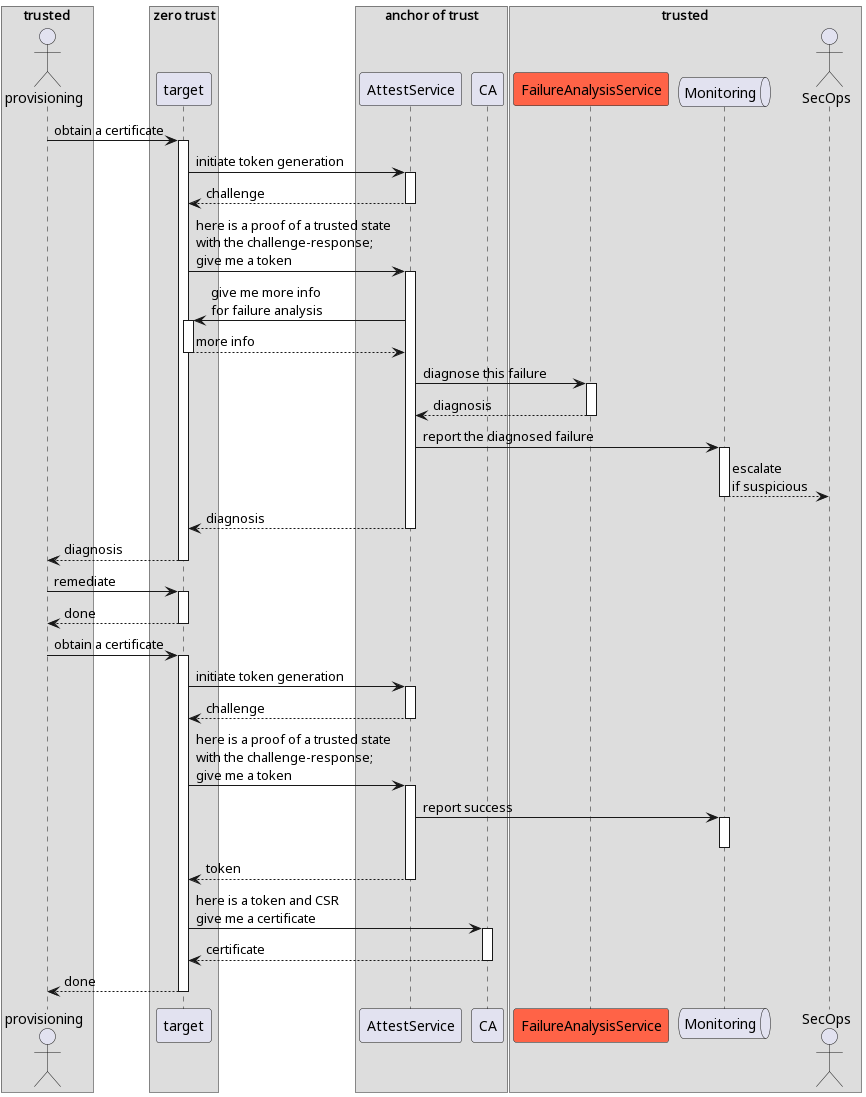 trusted
zero trust
anchor of trust
trusted
provisioning
target
AttestService
CA
FailureAnalysisService
Monitoring
SecOps
obtain a certificate
initiate token generation
challenge
here is a proof of a trusted state
with the challenge-response;
give me a token
give me more info
for failure analysis
more info
diagnose this failure
diagnosis
report the diagnosed failure
escalate
if suspicious
diagnosis
diagnosis
remediate
done
obtain a certificate
initiate token generation
challenge
here is a proof of a trusted state
with the challenge-response;
give me a token
report success
token
here is a token and CSR
give me a certificate
certificate
done
provisioning
target
AttestService
CA
FailureAnalysisService
Monitoring
SecOps